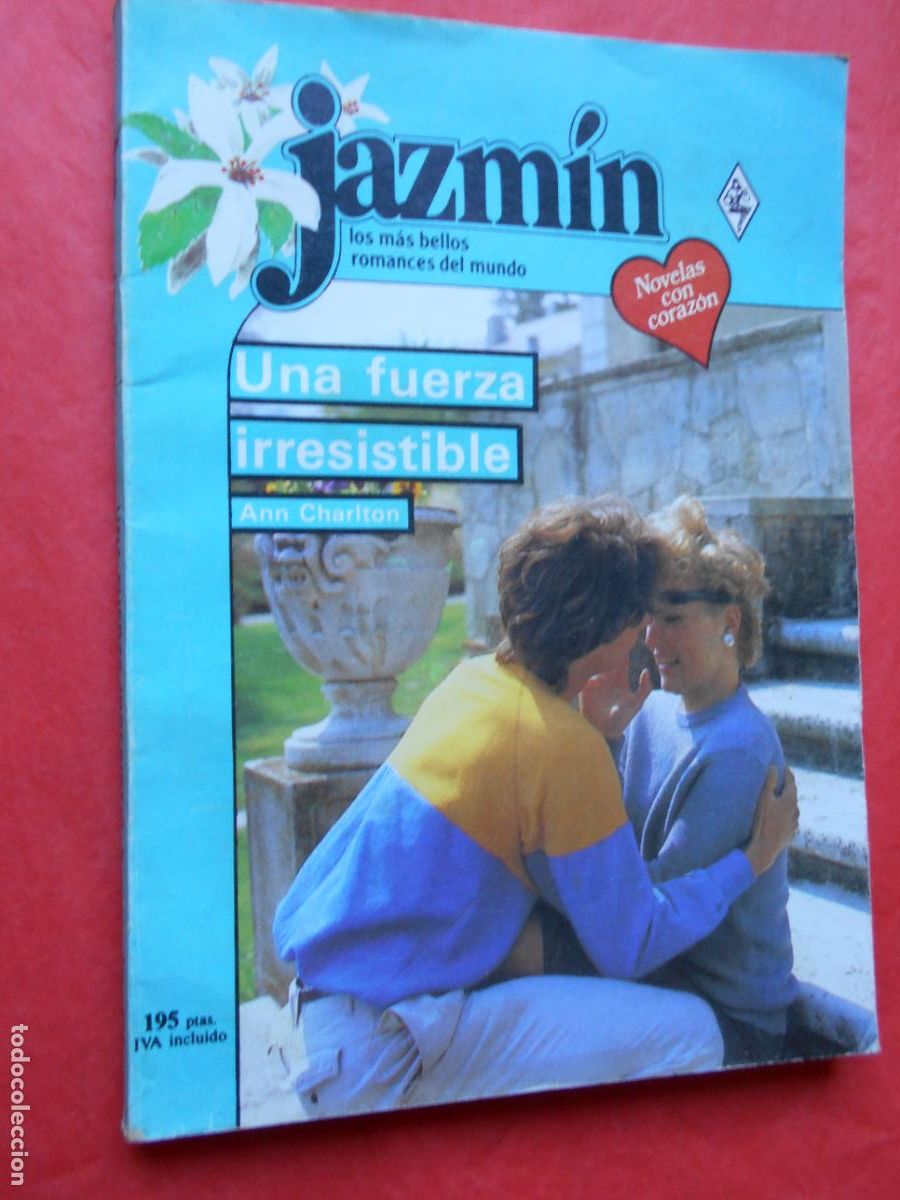 jazmín
los más bellos
romances del mundo
Novelas
con
corazón
Una fuerza
irresistible
Ann Charlton
195 ptas.
IVA incluido
todocoleccion